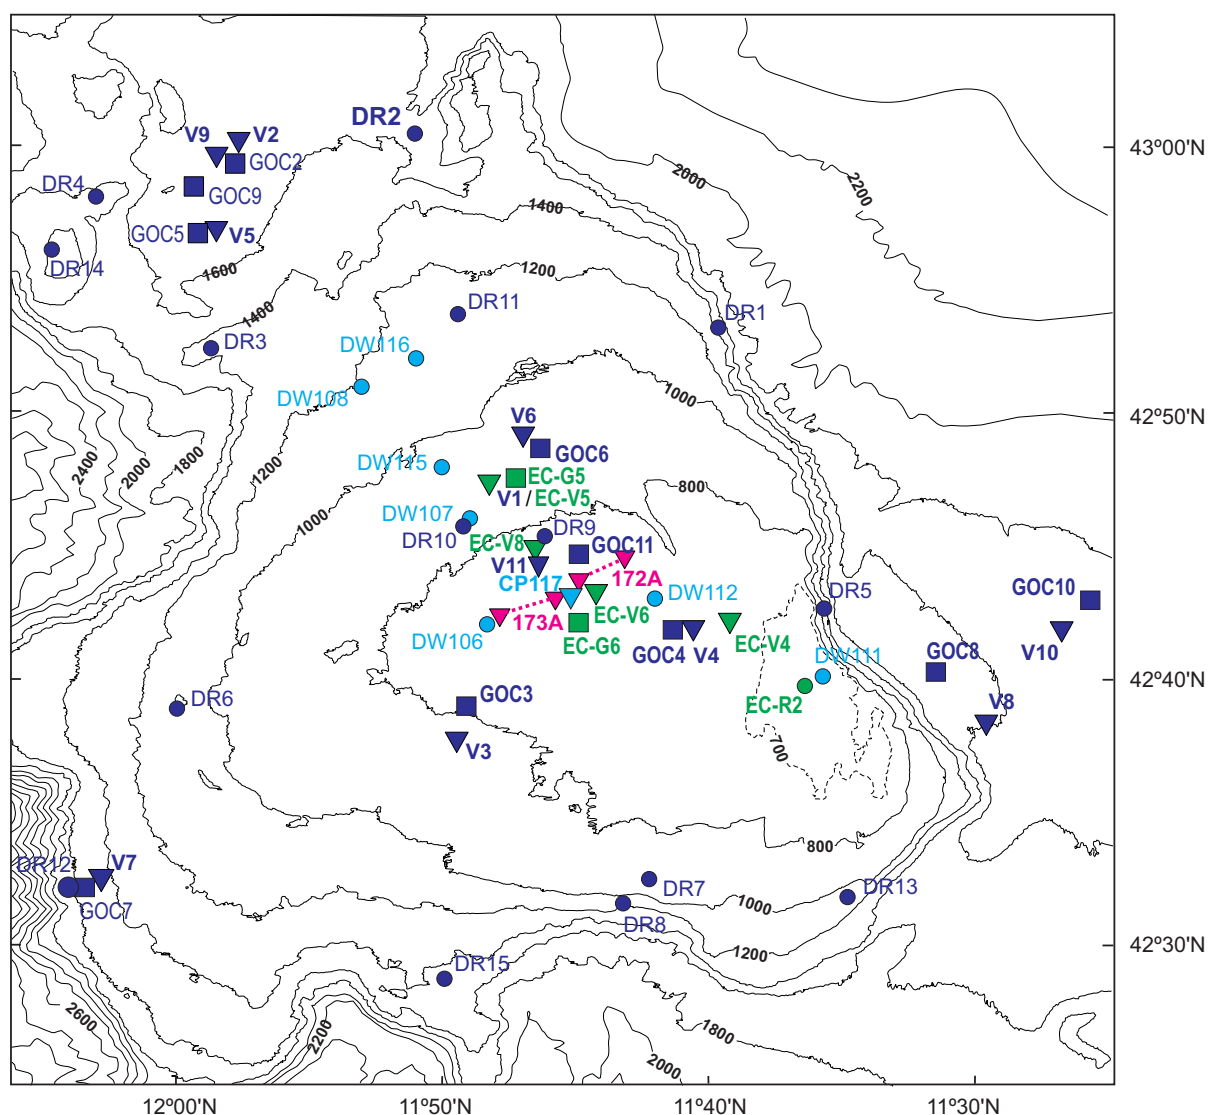 DR2
V9
V2
GOC2
43°00'N
2000
DR4
GOC9
2200
1400
GOC5
V5
DR14
1600
1200
DR11
1400
DR1
DR3
DW116
DW108
1000
V6
42°50'N
GOC6
2400
2000
1800
1200
DW115
EC-G5
V1
/
EC-V5
800
1000
DW107
DR10
DR9
EC-V8
GOC11
V11
172A
CP117
DW112
DR5
GOC10
173A
EC-V6
DW106
EC-G6
GOC4
V4
EC-V4
DW111
GOC8
V10
42°40'N
DR6
GOC3
EC-R2
V8
V3
700
800
DR12
V7
GOC7
DR7
DR13
1000
DR8
42°30'N
1200
DR15
2600
2200
1800
2000
12°00'N
11°50'N
11°40'N
11°30'N